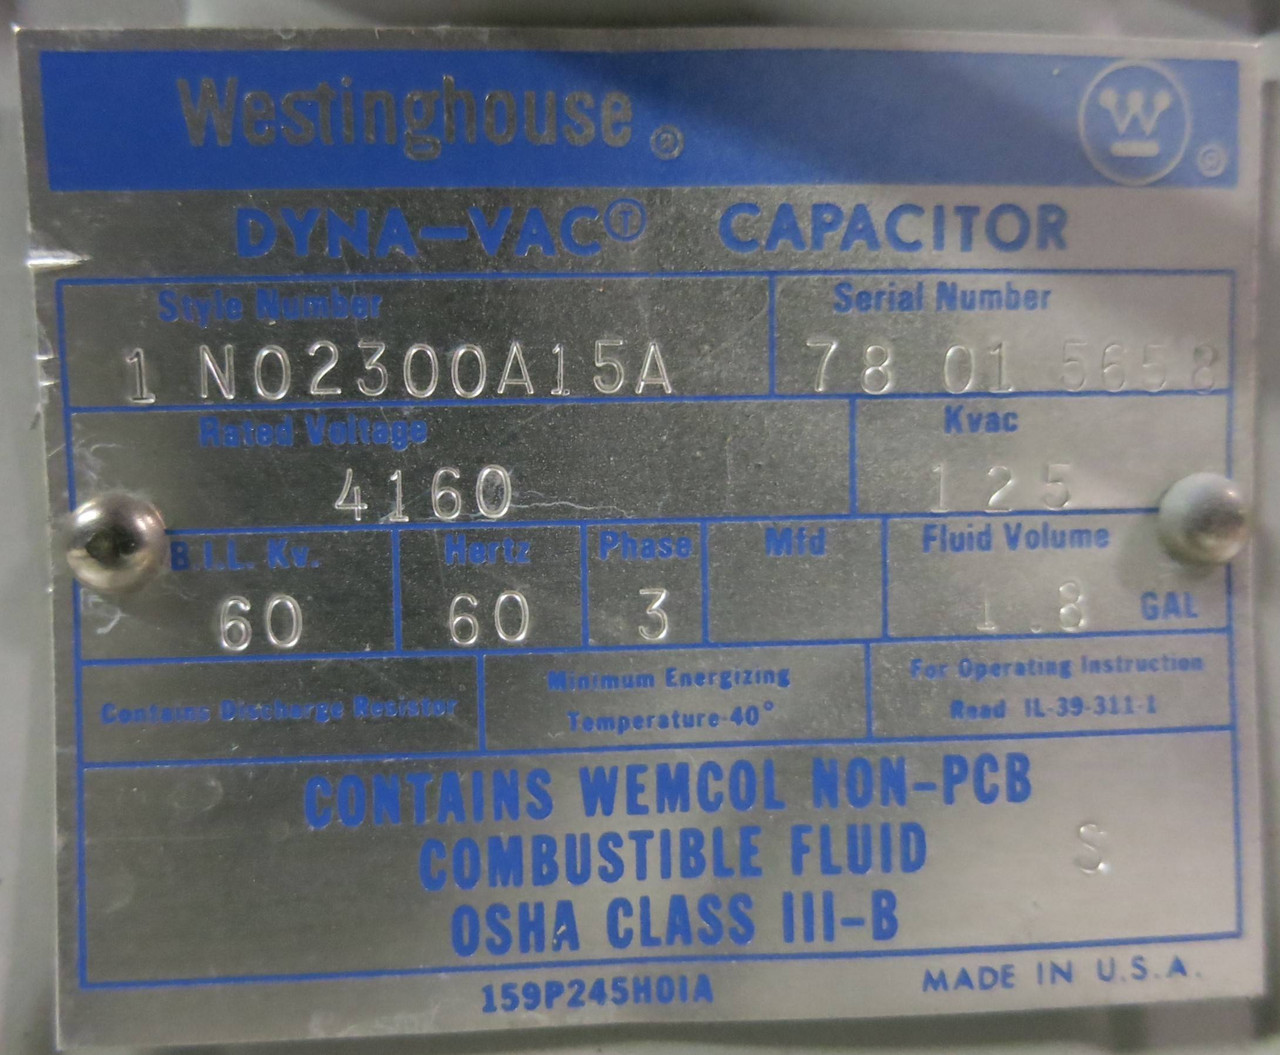 Westinghouse ®
W ®
DYNA-VAC Ⓣ CAPACITOR
Style Number Serial Number
1 N02300A15A 78 01 5658
Rated Voltage Kvac
4160 125
B.I.L. Kv. Hertz Phase Mfd Fluid Volume
60 60 3 1.8 GAL
Contains Discharge Resistor
Minimum Energizing
Temperature-40°
For Operating Instruction
Read IL-39-311-1
CONTAINS WEMCOL NON-PCB
COMBUSTIBLE FLUID S
OSHA CLASS III-B
159P245H01A MADE IN U.S.A.